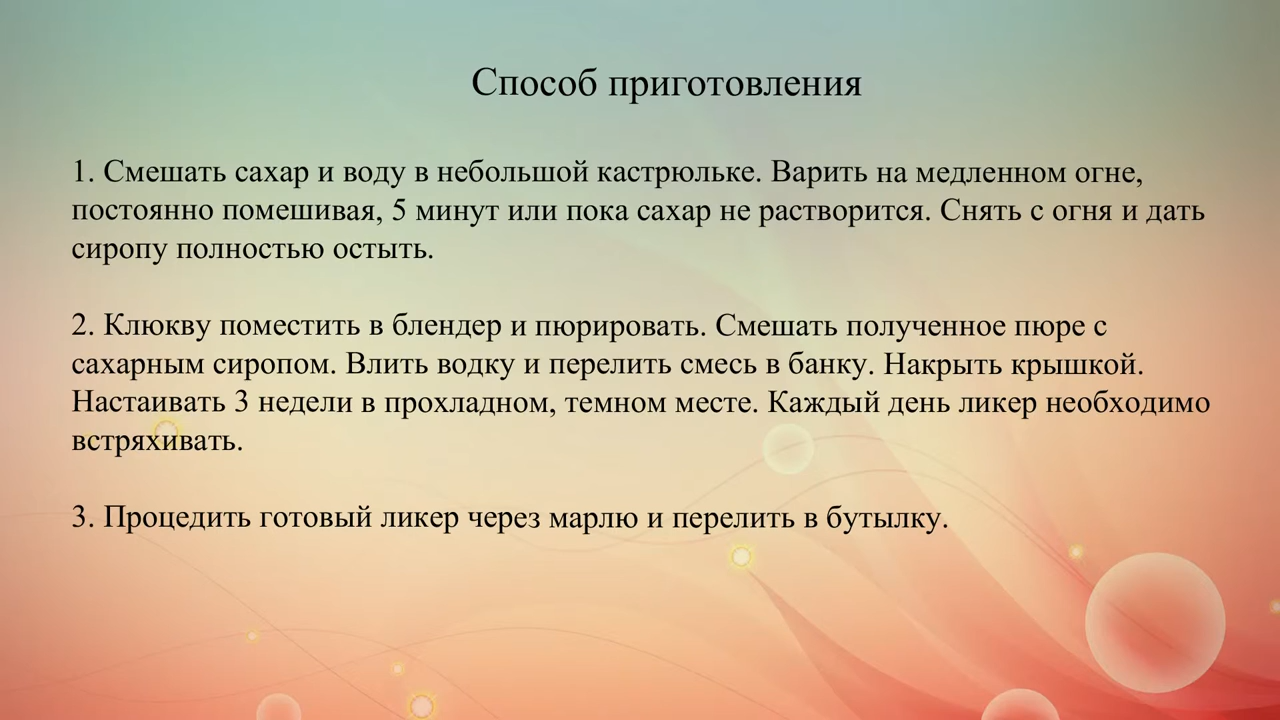 Способ приготовления
1. Смешать сахар и воду в небольшой кастрюльке. Варить на медленном огне,
постоянно помешивая, 5 минут или пока сахар не растворится. Снять с огня и дать
сиропу полностью остыть.
2. Клюкву поместить в блендер и пюрировать. Смешать полученное пюре с
сахарным сиропом. Влить водку и перелить смесь в банку. Накрыть крышкой.
Настаивать 3 недели в прохладном, темном месте. Каждый день ликер необходимо
встряхивать.
3. Процедить готовый ликер через марлю и перелить в бутылку.